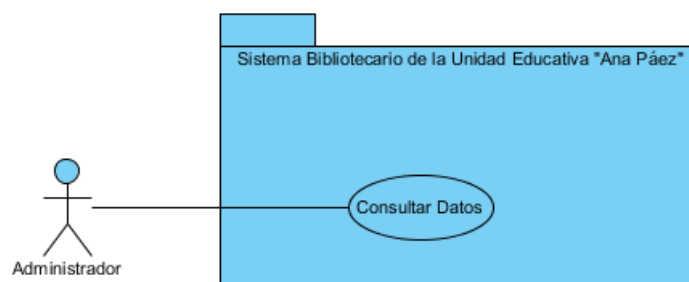 Sistema Bibliotecario de la Unidad Educativa "Ana Páez"
Consultar Datos
Administrador